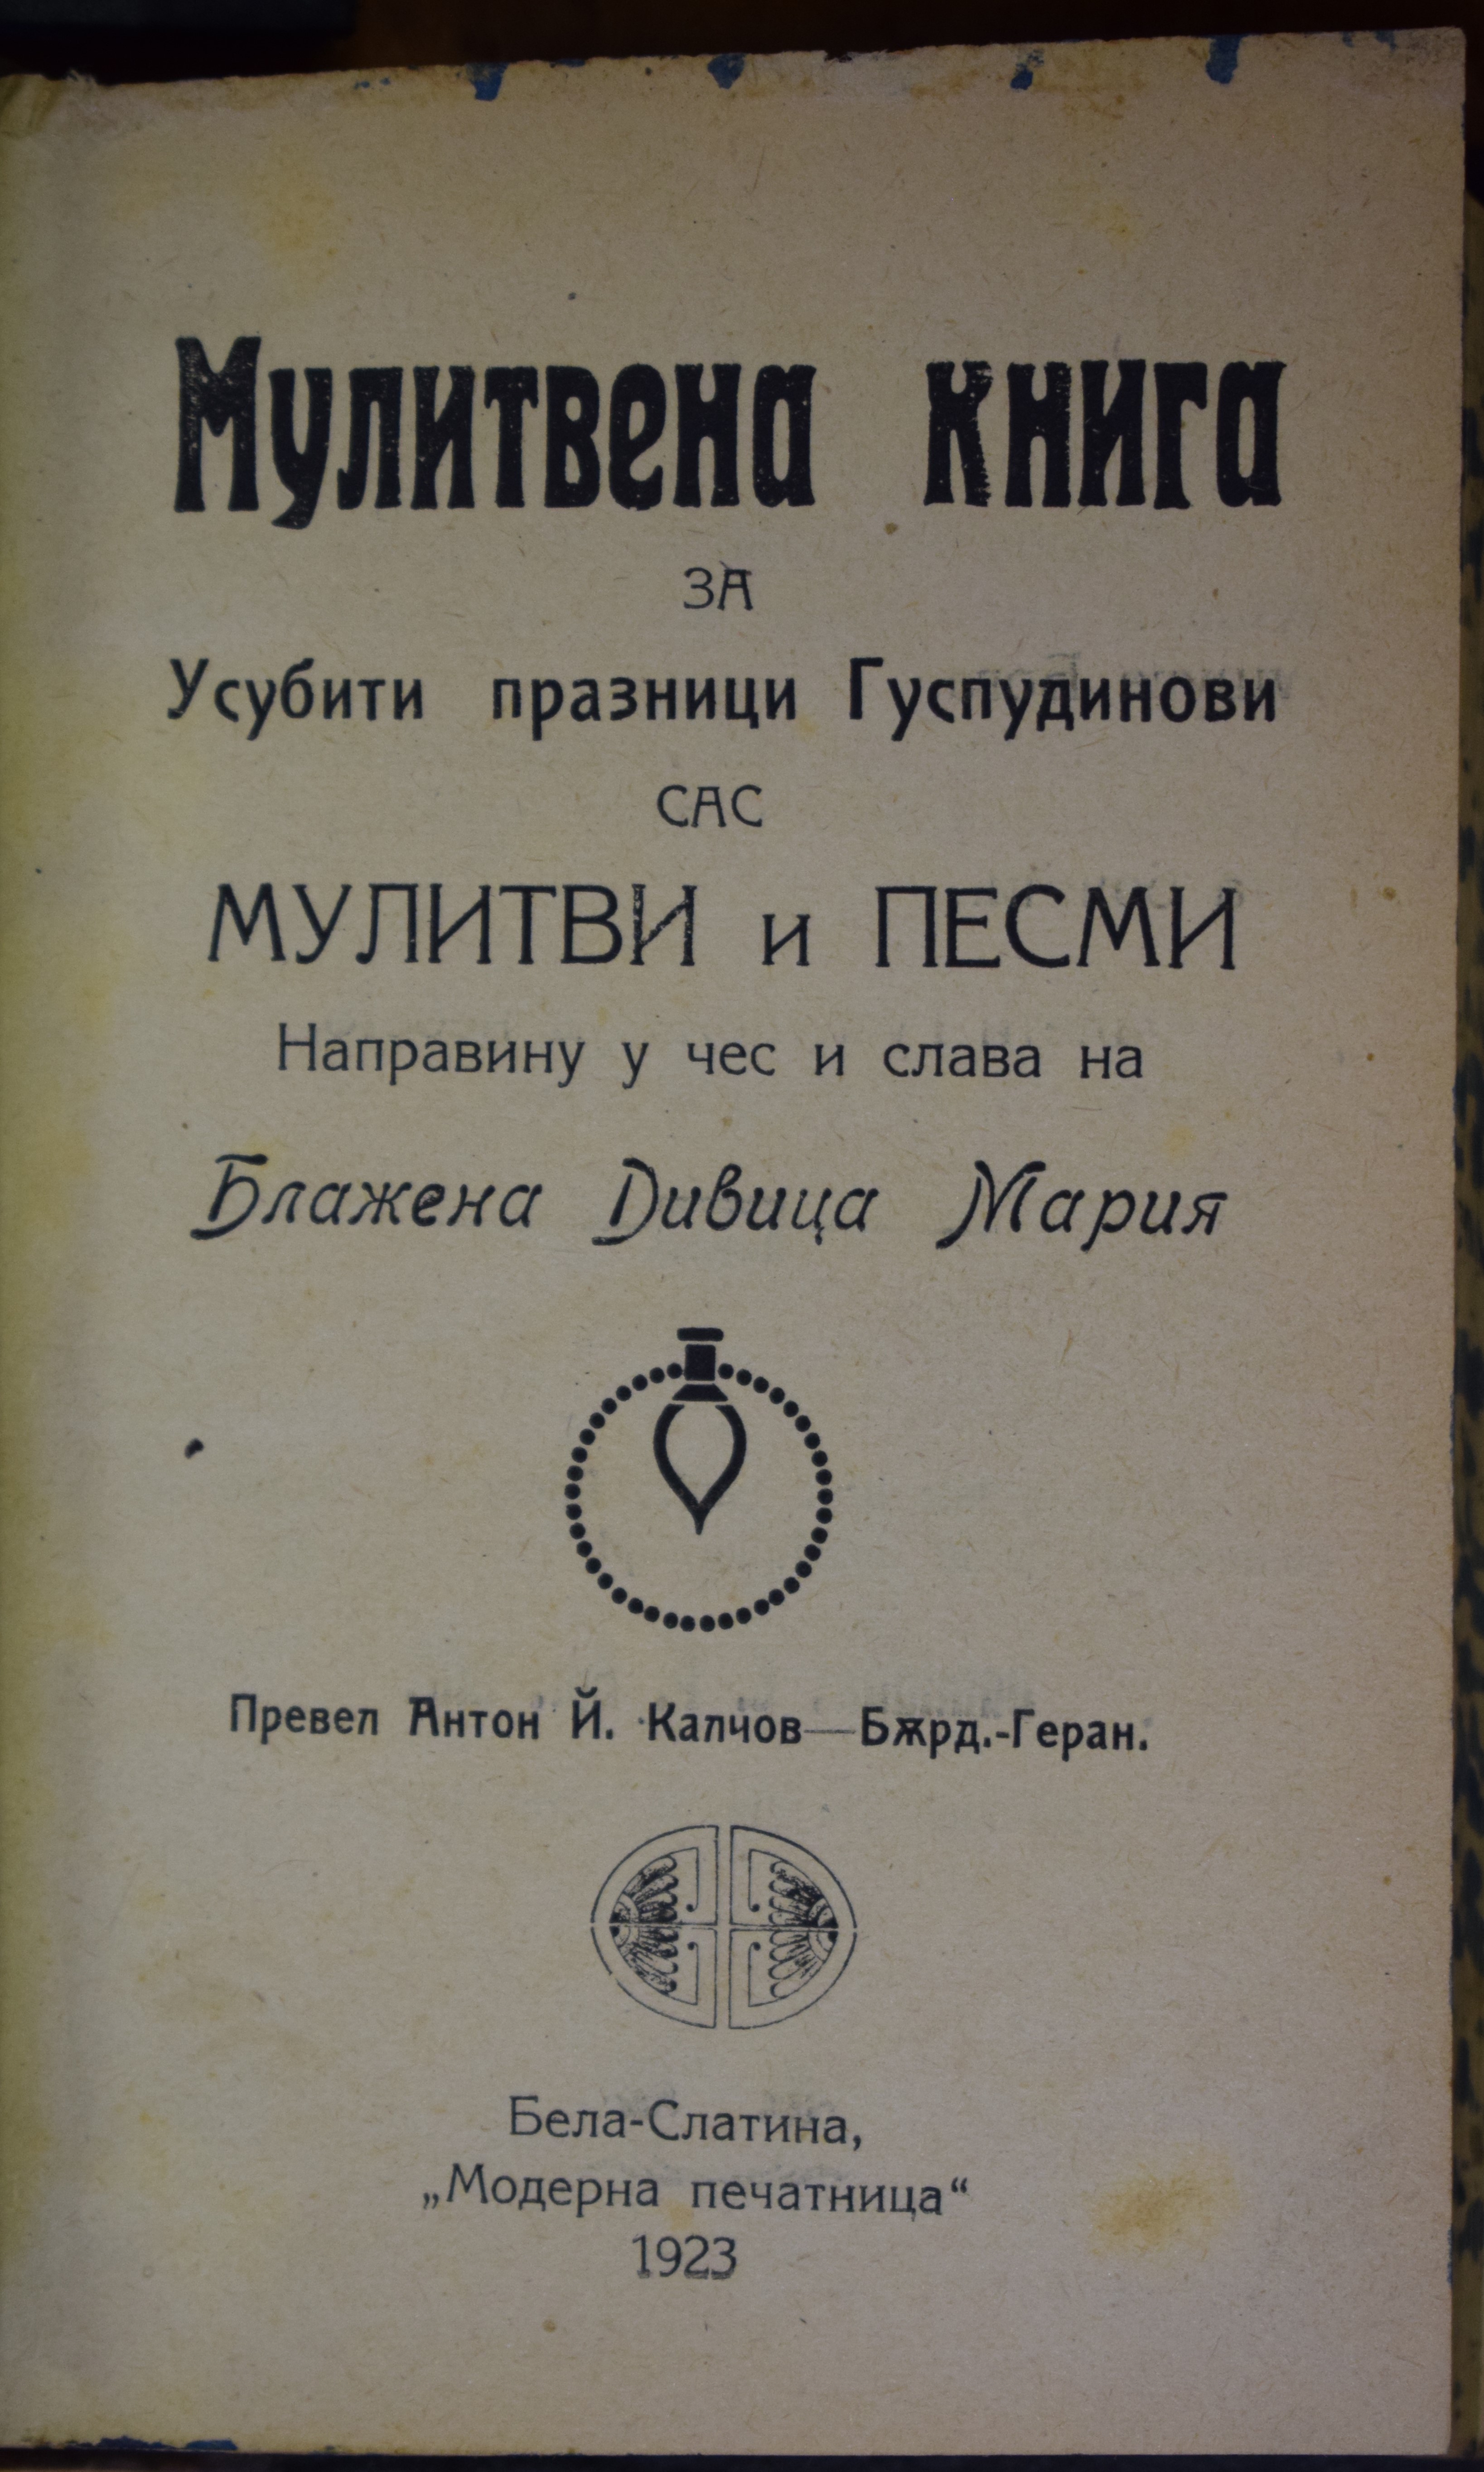 Мулитвена книга
ЗА
Усубити празници Гуспудинови
САС
МУЛИТВИ и ПЕСМИ
Направину у чес и слава на
Блажена Дивица Мария
Превел Антон Й. Калчов—Бѫрд.-Геран.
Бела-Слатина,
„Модерна печатница“
1923